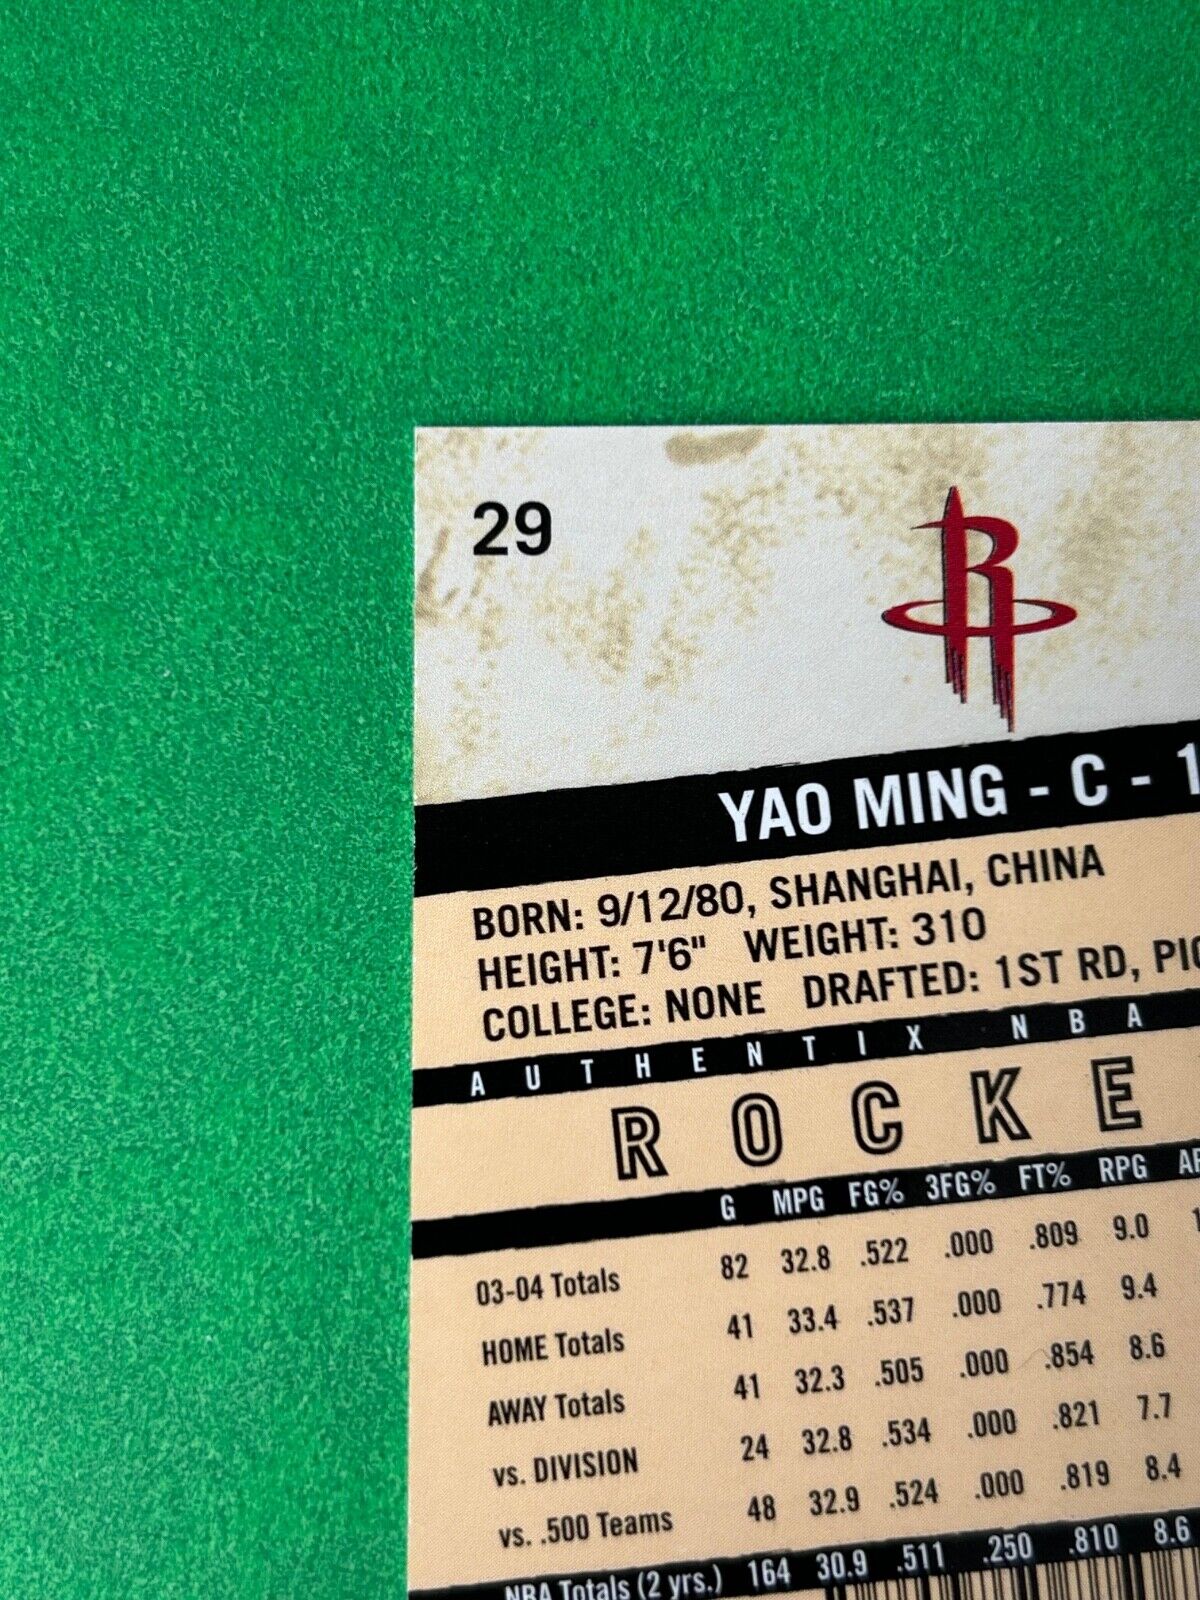 29
YAO MING - C - 1
BORN: 9/12/80, SHANGHAI, CHINA
HEIGHT: 7'6" WEIGHT: 310
COLLEGE: NONE DRAFTED: 1ST RD, PIC
AUTHENTIX NBA
ROCKE
G MPG FG% 3FG% FT% RPG AP
03-04 Totals 82 32.8 .522 .000 .809 9.0 1
HOME Totals 41 33.4 .537 .000 .774 9.4
AWAY Totals 41 32.3 .505 .000 .854 8.6
vs. DIVISION 24 32.8 .534 .000 .821 7.7
vs. .500 Teams 48 32.9 .524 .000 .819 8.4
NBA Totals (2 yrs.) 164 30.9 .511 .250 .810 8.6